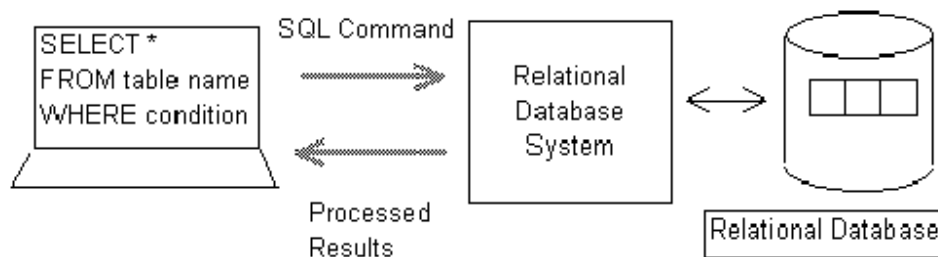 SELECT *
FROM table name
WHERE condition
SQL Command
Processed
Results
Relational
Database
System
Relational Database